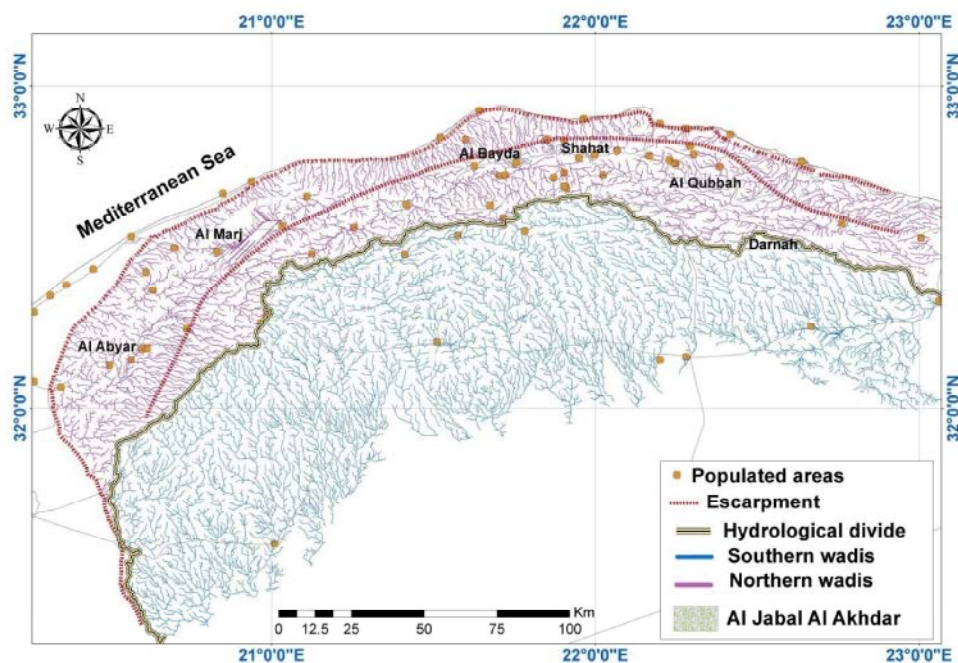 21°0'0"E 22°0'0"E 23°0'0"E
33°0'0"N 33°0'0"N
N
W E
S
Mediterranean Sea
Al Bayda
Shahat
Al Qubbah
Al Marj
Darnah
Al Abyar
32°0'0"N 32°0'0"N
Populated areas
Escarpment
Hydrological divide
Southern wadis
Northern wadis
Al Jabal Al Akhdar
Km
0 12.5 25 50 75 100
21°0'0"E 22°0'0"E 23°0'0"E